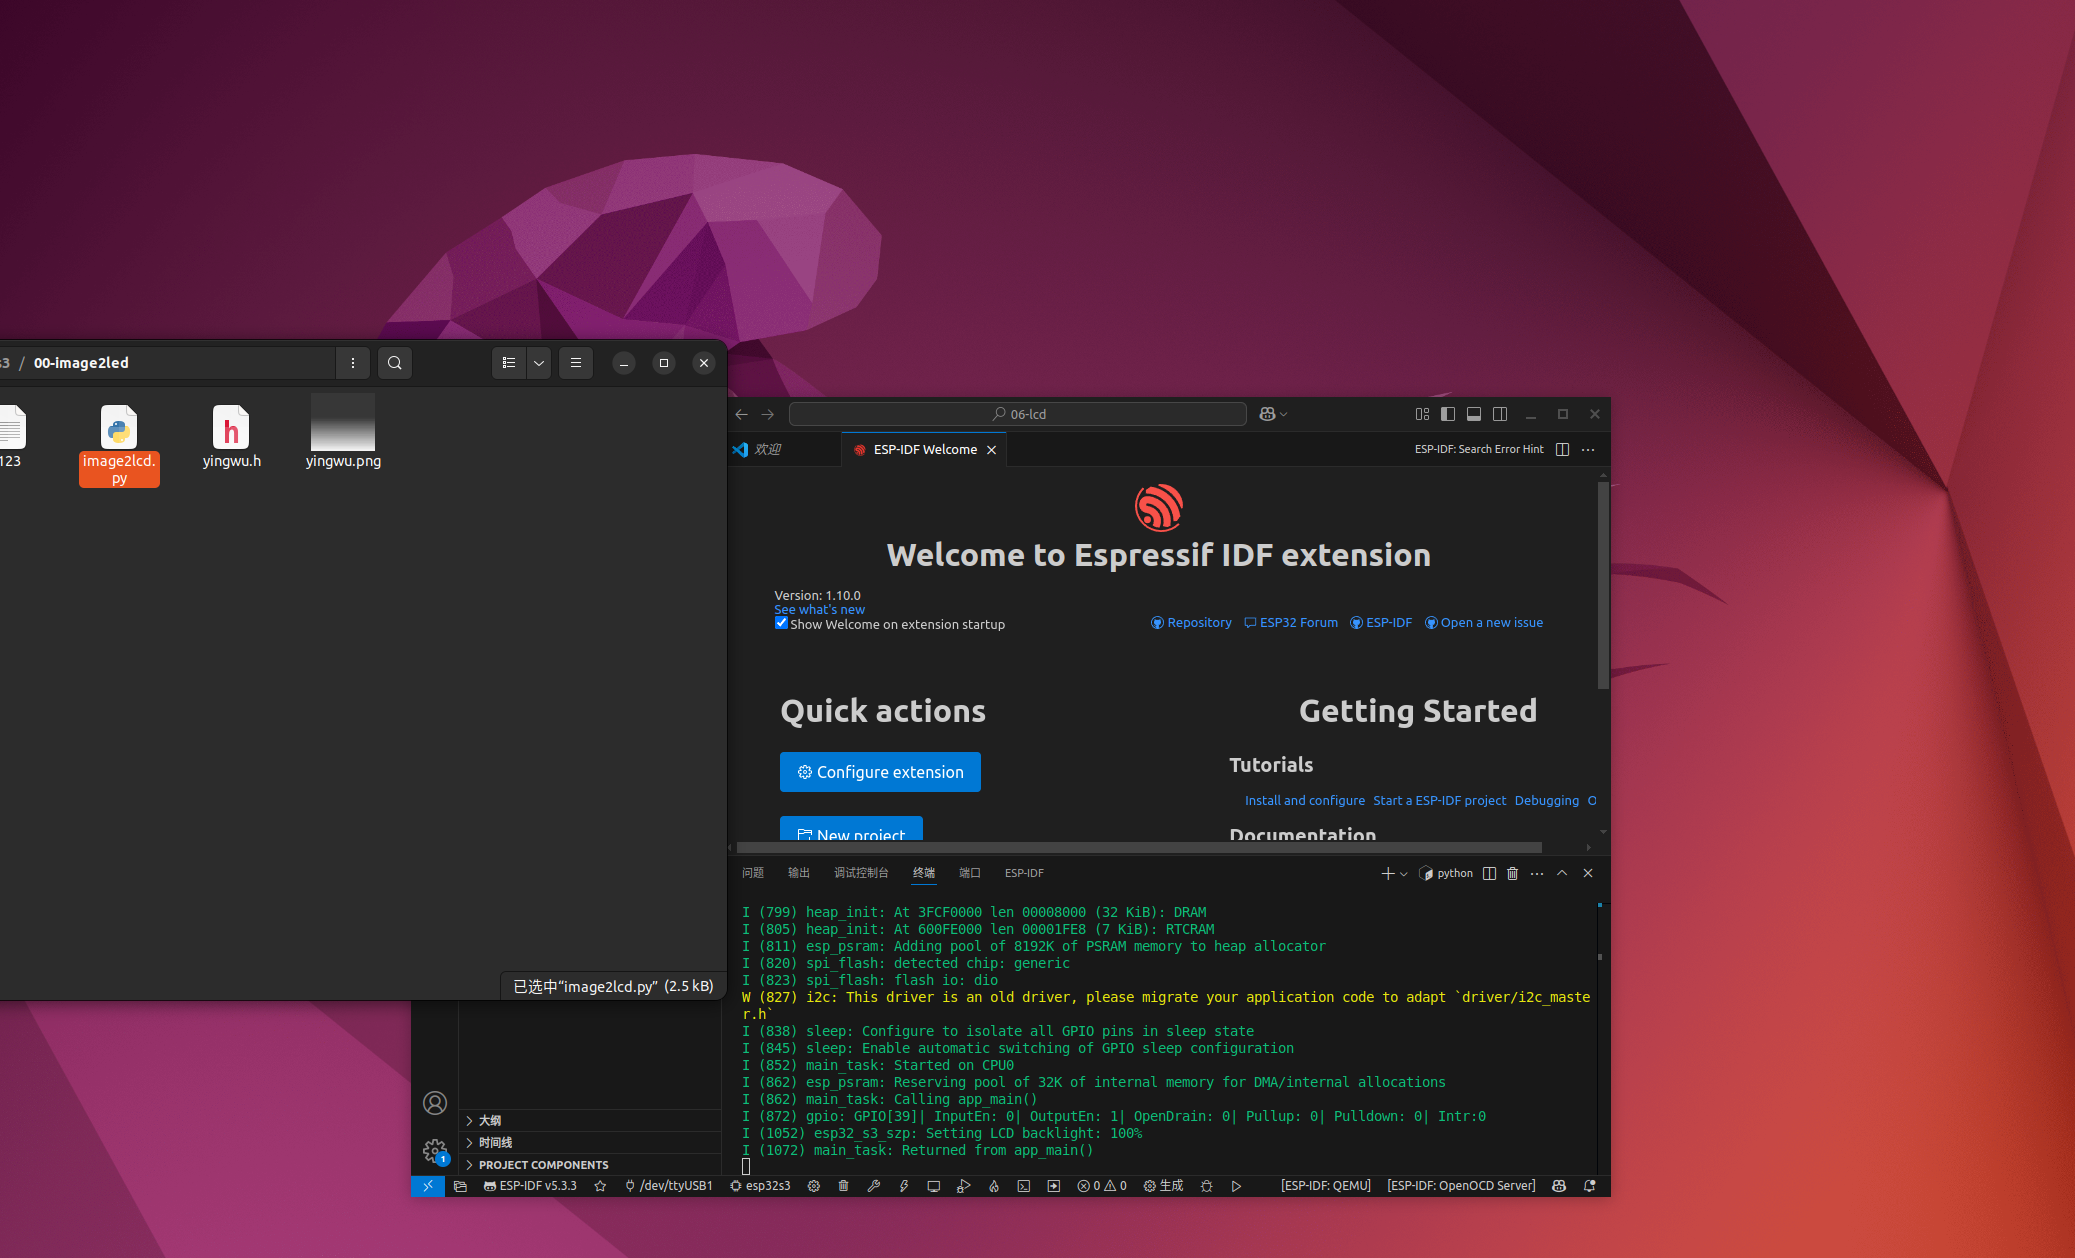 s3 / 00-image2led
123
image2lcd.
py
yingwu.h
yingwu.png
已选中“image2lcd.py” (2.5 kB)
06-lcd
欢迎
ESP-IDF Welcome
ESP-IDF: Search Error Hint
Welcome to Espressif IDF extension
Version: 1.10.0
See what's new
Show Welcome on extension startup
Repository
ESP32 Forum
ESP-IDF
Open a new issue
Quick actions
Configure extension
New project
Getting Started
Tutorials
Install and configure
Start a ESP-IDF project
Debugging
O
Documentation
问题
输出
调试控制台
终端
端口
ESP-IDF
python
I (799) heap_init: At 3FCF0000 len 00008000 (32 KiB): DRAM
I (805) heap_init: At 600FE000 len 00001FE8 (7 KiB): RTCRAM
I (811) esp_psram: Adding pool of 8192K of PSRAM memory to heap allocator
I (820) spi_flash: detected chip: generic
I (823) spi_flash: flash io: dio
W (827) i2c: This driver is an old driver, please migrate your application code to adapt `driver/i2c_maste
r.h`
I (838) sleep: Configure to isolate all GPIO pins in sleep state
I (845) sleep: Enable automatic switching of GPIO sleep configuration
I (852) main_task: Started on CPU0
I (862) esp_psram: Reserving pool of 32K of internal memory for DMA/internal allocations
I (862) main_task: Calling app_main()
I (872) gpio: GPIO[39]| InputEn: 0| OutputEn: 1| OpenDrain: 0| Pullup: 0| Pulldown: 0| Intr:0
I (1052) esp32_s3_szp: Setting LCD backlight: 100%
I (1072) main_task: Returned from app_main()
大纲
时间线
PROJECT COMPONENTS
1
ESP-IDF v5.3.3
/dev/ttyUSB1
esp32s3
0
0
生成
[ESP-IDF: QEMU]
[ESP-IDF: OpenOCD Server]